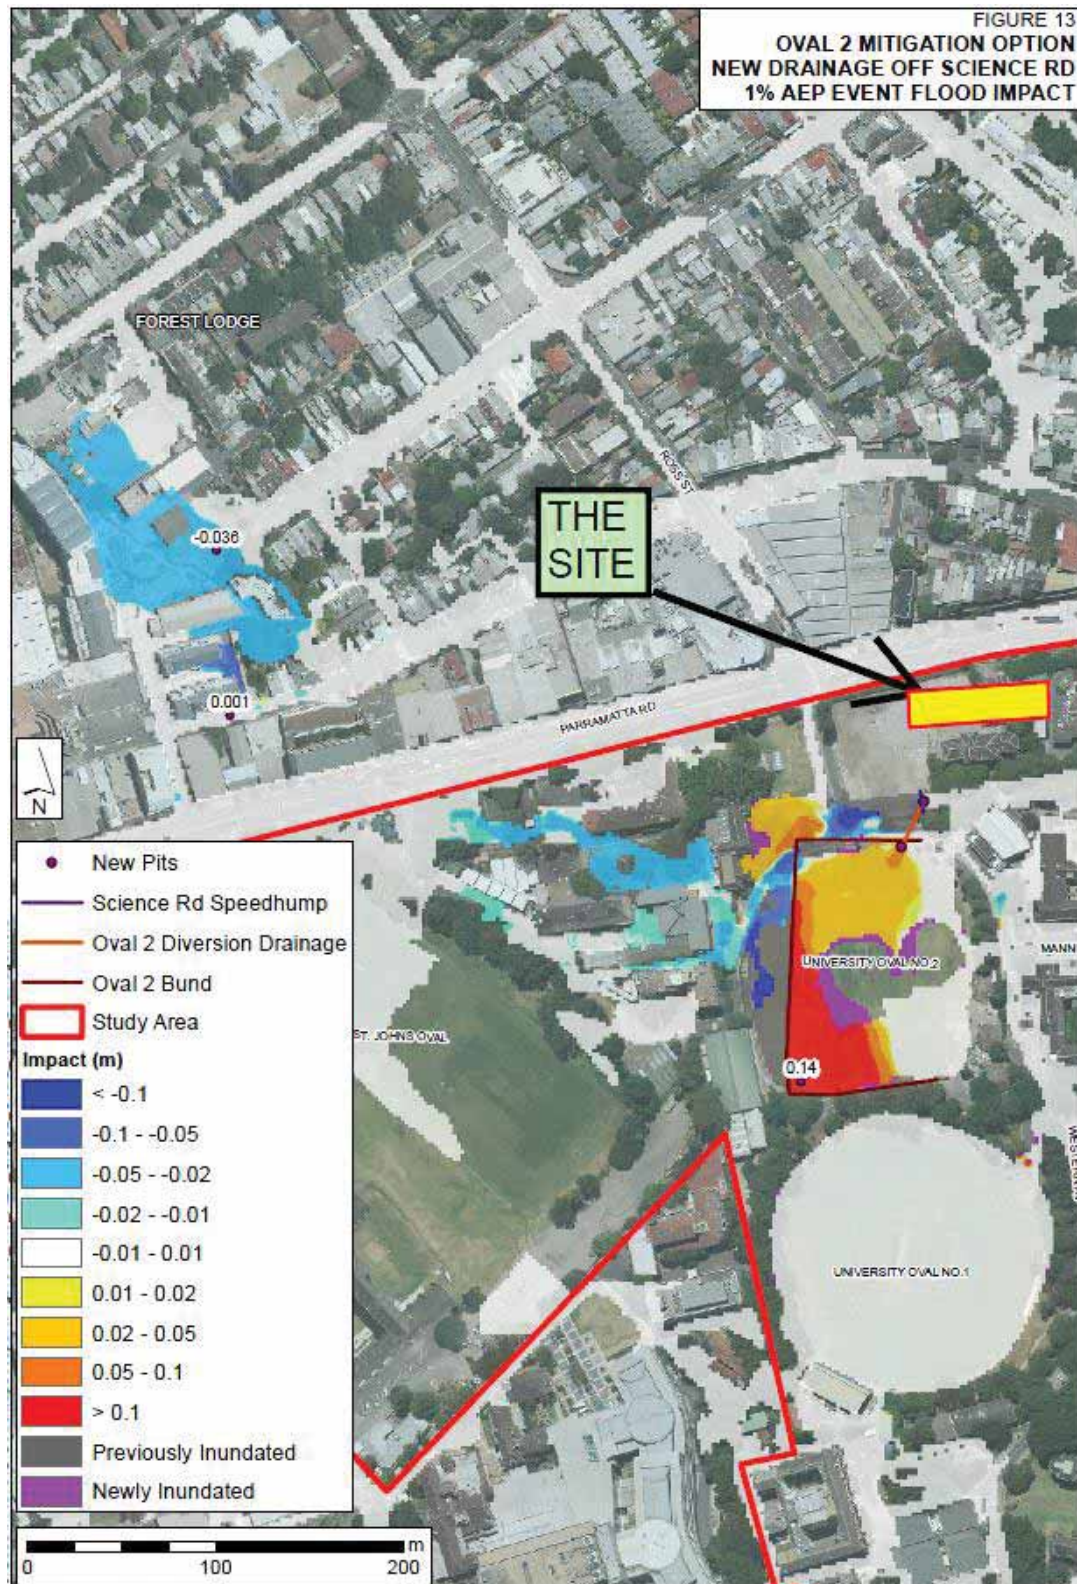 FIGURE 13
OVAL 2 MITIGATION OPTION
NEW DRAINAGE OFF SCIENCE RD
1% AEP EVENT FLOOD IMPACT
FOREST LODGE
ROSS ST
THE
SITE
-0.036
0.001
PARRAMATTA RD
N
UNIVERSITY OVAL NO.2
MANN
ST. JOHNS OVAL
0.14
UNIVERSITY OVAL NO.1
New Pits
Science Rd Speedhump
Oval 2 Diversion Drainage
Oval 2 Bund
Study Area
Impact (m)
< -0.1
-0.1 - -0.05
-0.05 - -0.02
-0.02 - -0.01
-0.01 - 0.01
0.01 - 0.02
0.02 - 0.05
0.05 - 0.1
> 0.1
Previously Inundated
Newly Inundated
m
0 100 200